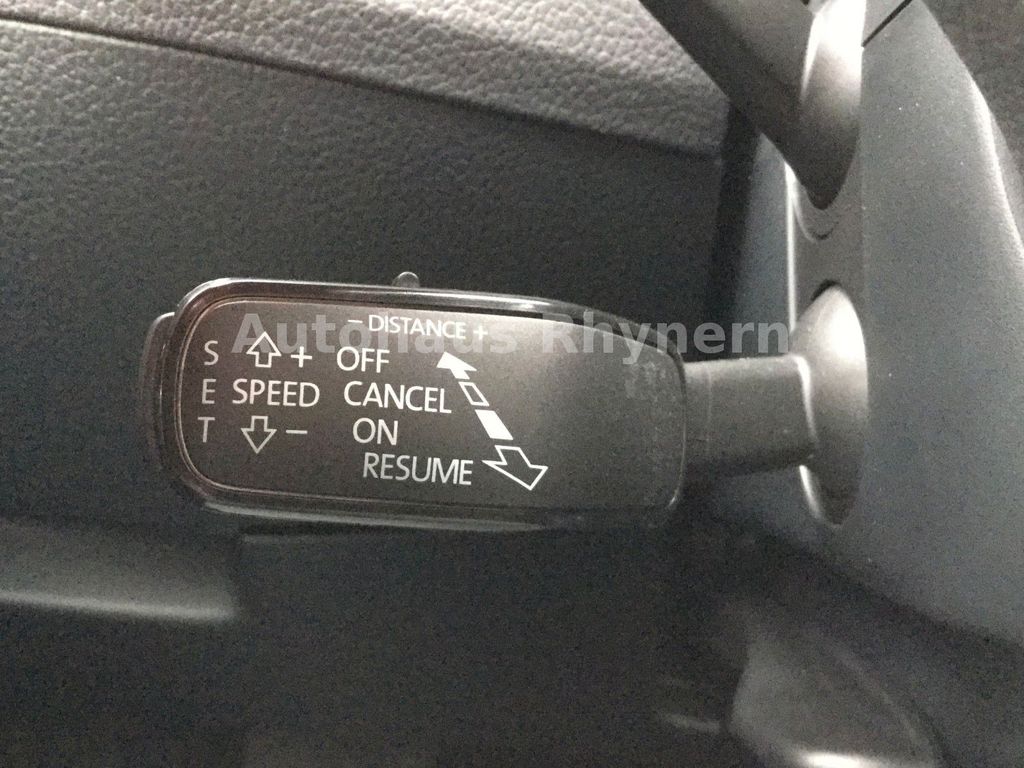 Autohaus Rhynern
- DISTANCE +
S + OFF
E SPEED CANCEL
T - ON
RESUME